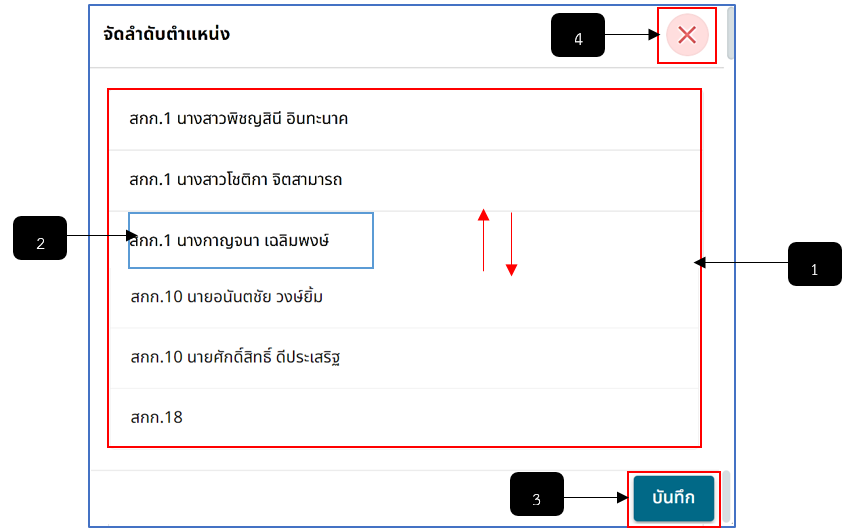 จัดลำดับตำแหน่ง
4
สกก.1 นางสาวพิชญสินี อินทะนาค
สกก.1 นางสาวโชติกา จิตสามารถ
2
สกก.1 นางกาญจนา เฉลิมพงษ์
1
สกก.10 นายอนันตชัย วงษ์ยิ้ม
สกก.10 นายศักดิ์สิทธิ์ ดีประเสริฐ
สกก.18
3
บันทึก